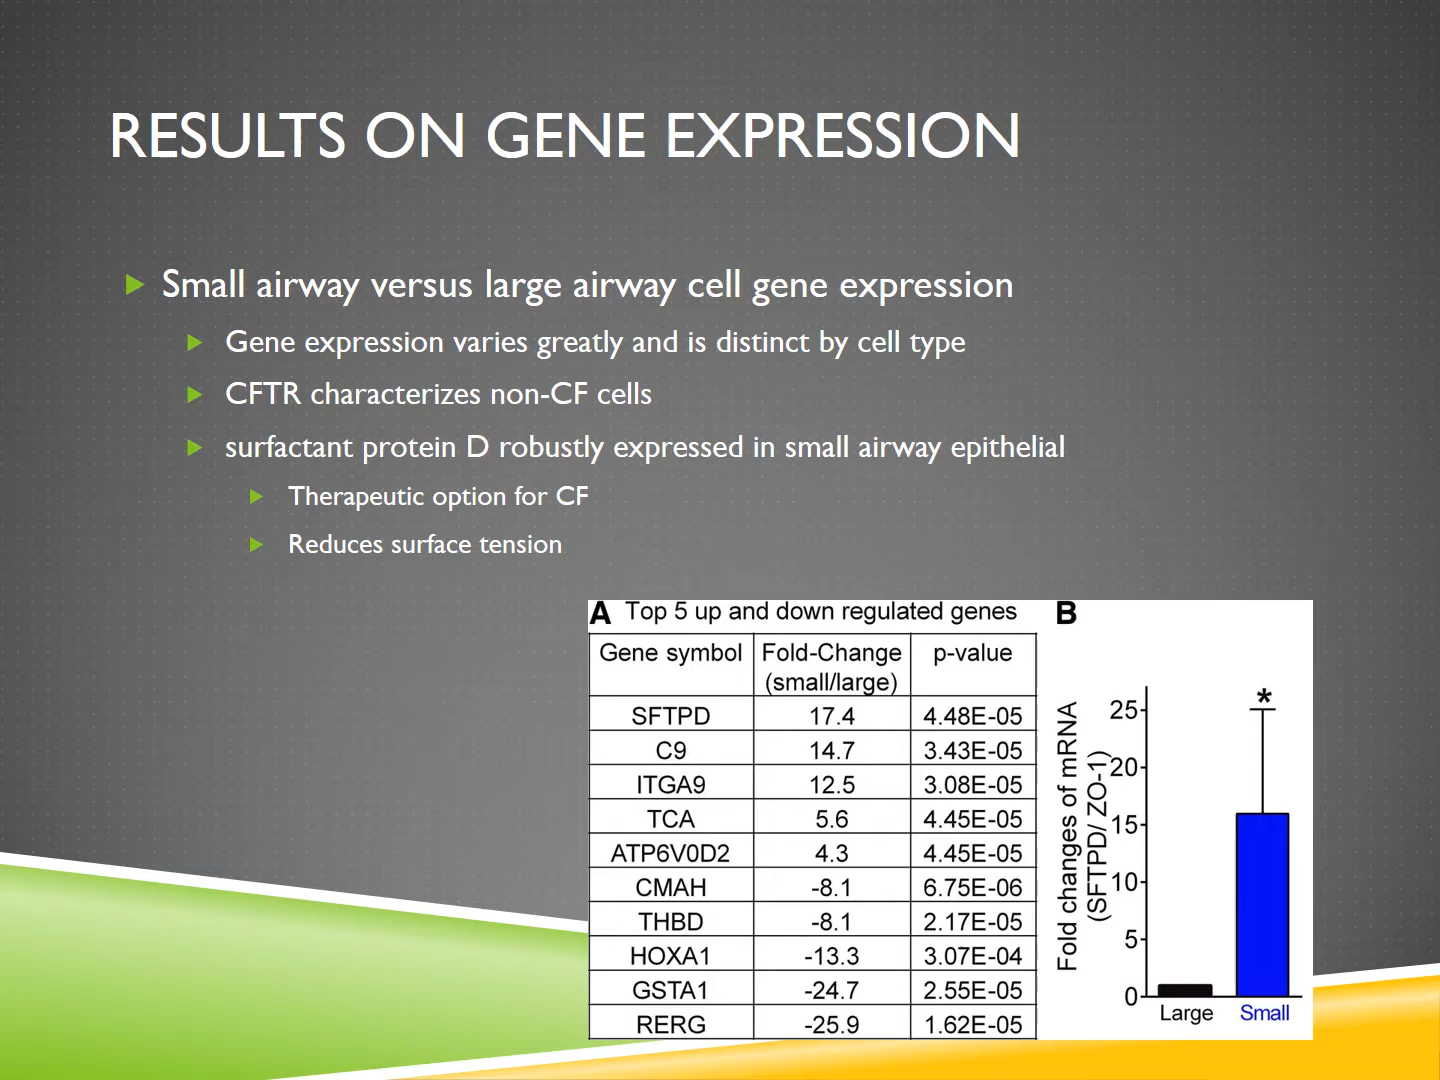 RESULTS ON GENE EXPRESSION
Small airway versus large airway cell gene expression
Gene expression varies greatly and is distinct by cell type
CFTR characterizes non-CF cells
surfactant protein D robustly expressed in small airway epithelial
Therapeutic option for CF
Reduces surface tension
A Top 5 up and down regulated genes
Gene symbol Fold-Change (small/large) p-value
SFTPD 17.4 4.48E-05
C9 14.7 3.43E-05
ITGA9 12.5 3.08E-05
TCA 5.6 4.45E-05
ATP6V0D2 4.3 4.45E-05
CMAH -8.1 6.75E-06
THBD -8.1 2.17E-05
HOXA1 -13.3 3.07E-04
GSTA1 -24.7 2.55E-05
RERG -25.9 1.62E-05
B
Fold changes of mRNA
(SFTPD/ ZO-1)
25
20
15
10
5
0
*
Large Small